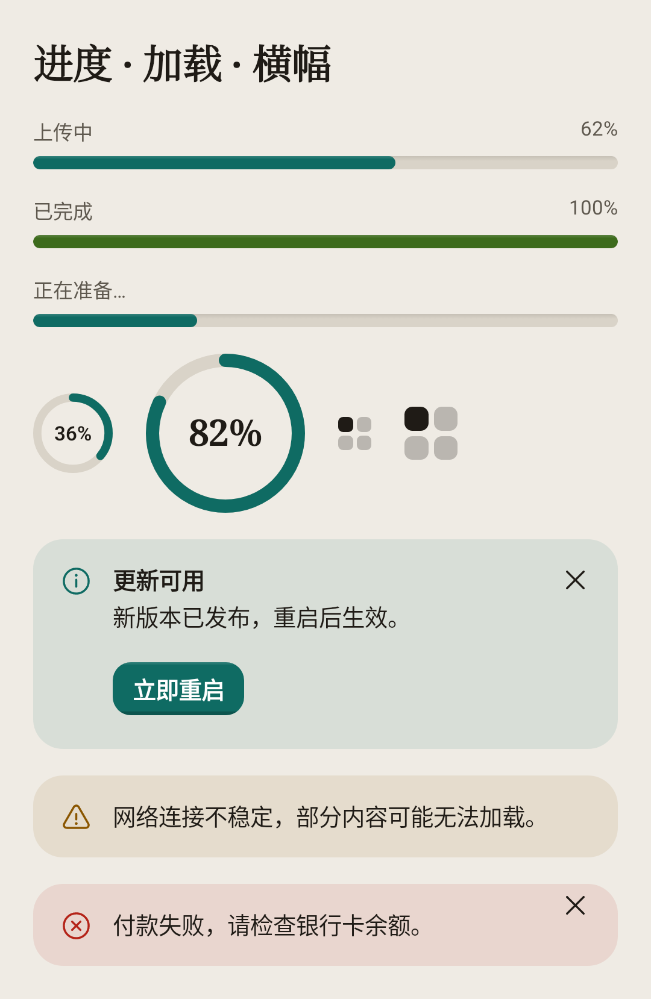 进度 · 加载 · 横幅
上传中 62%
已完成 100%
正在准备…
36% 82%
更新可用
新版本已发布，重启后生效。
立即重启
网络连接不稳定，部分内容可能无法加载。
付款失败，请检查银行卡余额。